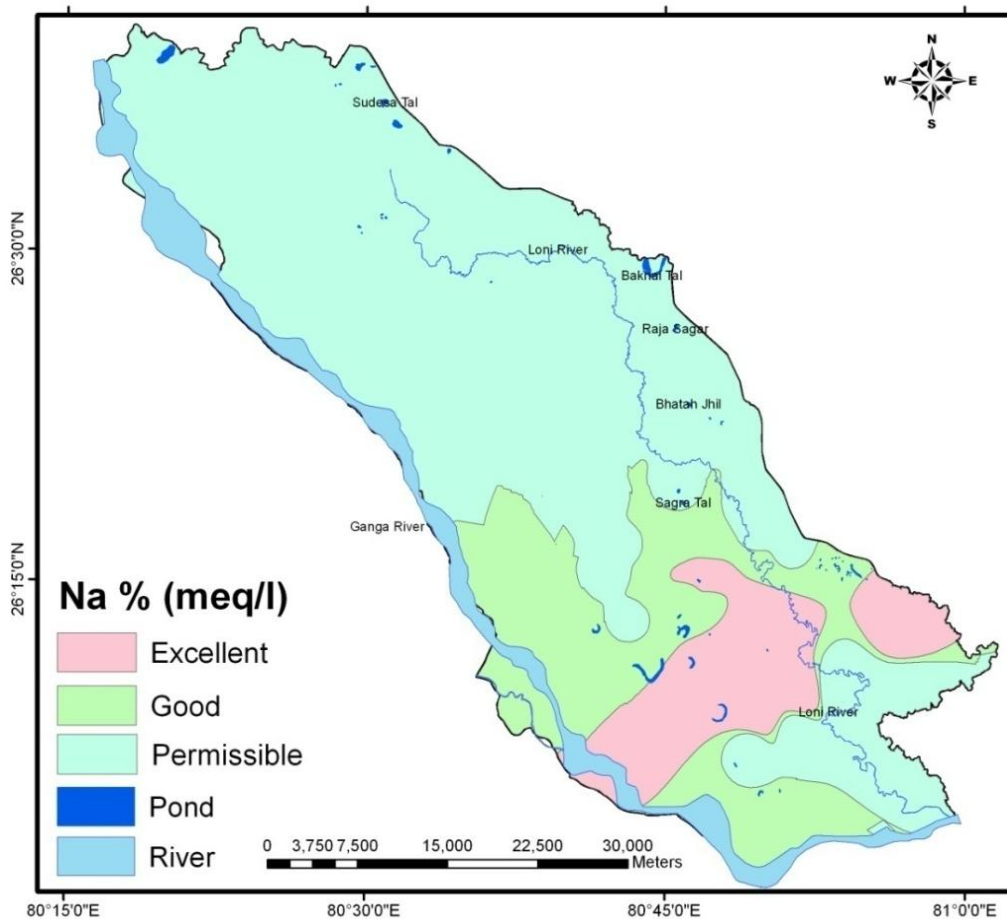 N
W E
S
Sudesa Tal
Loni River
Bakhai Tal
Raja Sagar
Bhatah Jhil
Sagra Tal
Ganga River
Loni River
26°30'0"N
26°15'0"N
Na % (meq/l)
Excellent
Good
Permissible
Pond
River
0 3,750 7,500 15,000 22,500 30,000
Meters
80°15'0"E 80°30'0"E 80°45'0"E 81°0'0"E